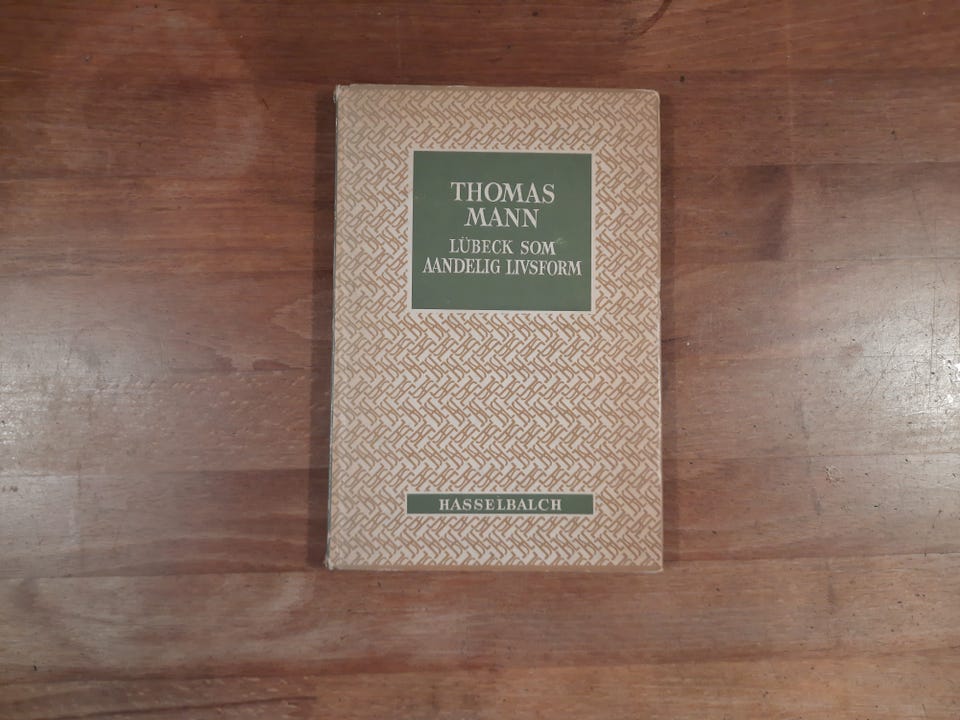 THOMAS
MANN
LÜBECK SOM
AANDELIG LIVSFORM
HASSELBALCH